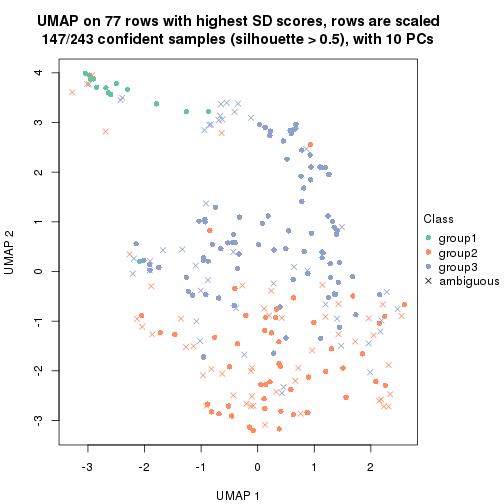 UMAP on 77 rows with highest SD scores, rows are scaled
147/243 confident samples (silhouette > 0.5), with 10 PCs
4
3
2
1
0
-1
-2
-3
UMAP 2
-3
-2
-1
0
1
2
UMAP 1
Class
group1
group2
group3
ambiguous